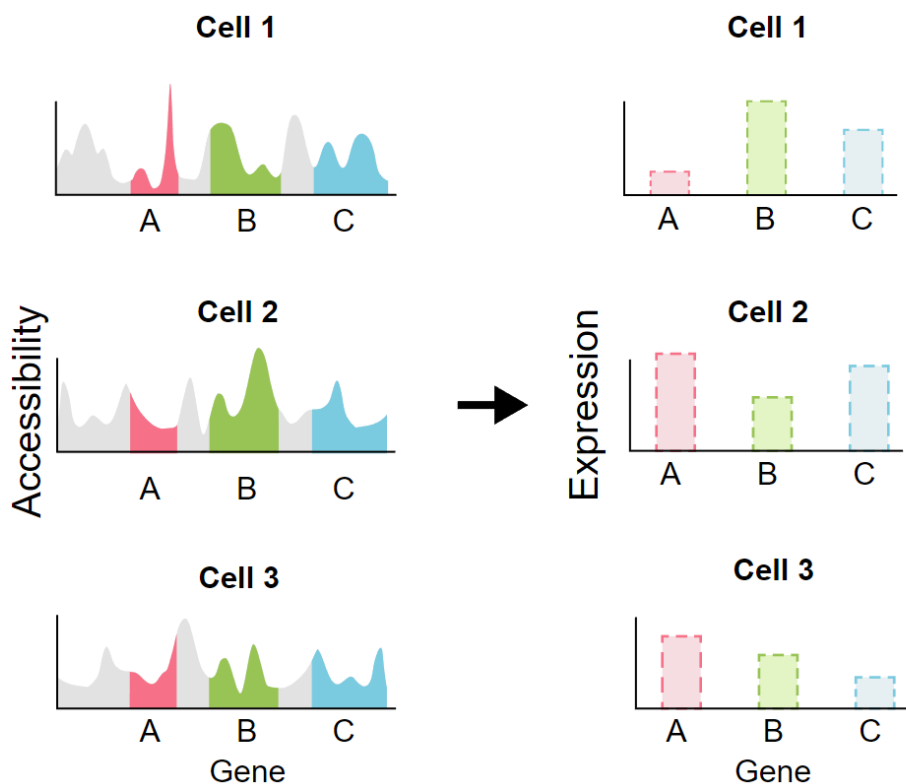 Cell 1
Cell 1
A B C
A B C
Accessibility
Cell 2
Expression
Cell 2
A B C
A B C
Cell 3
Cell 3
A B C
A B C
Gene
Gene